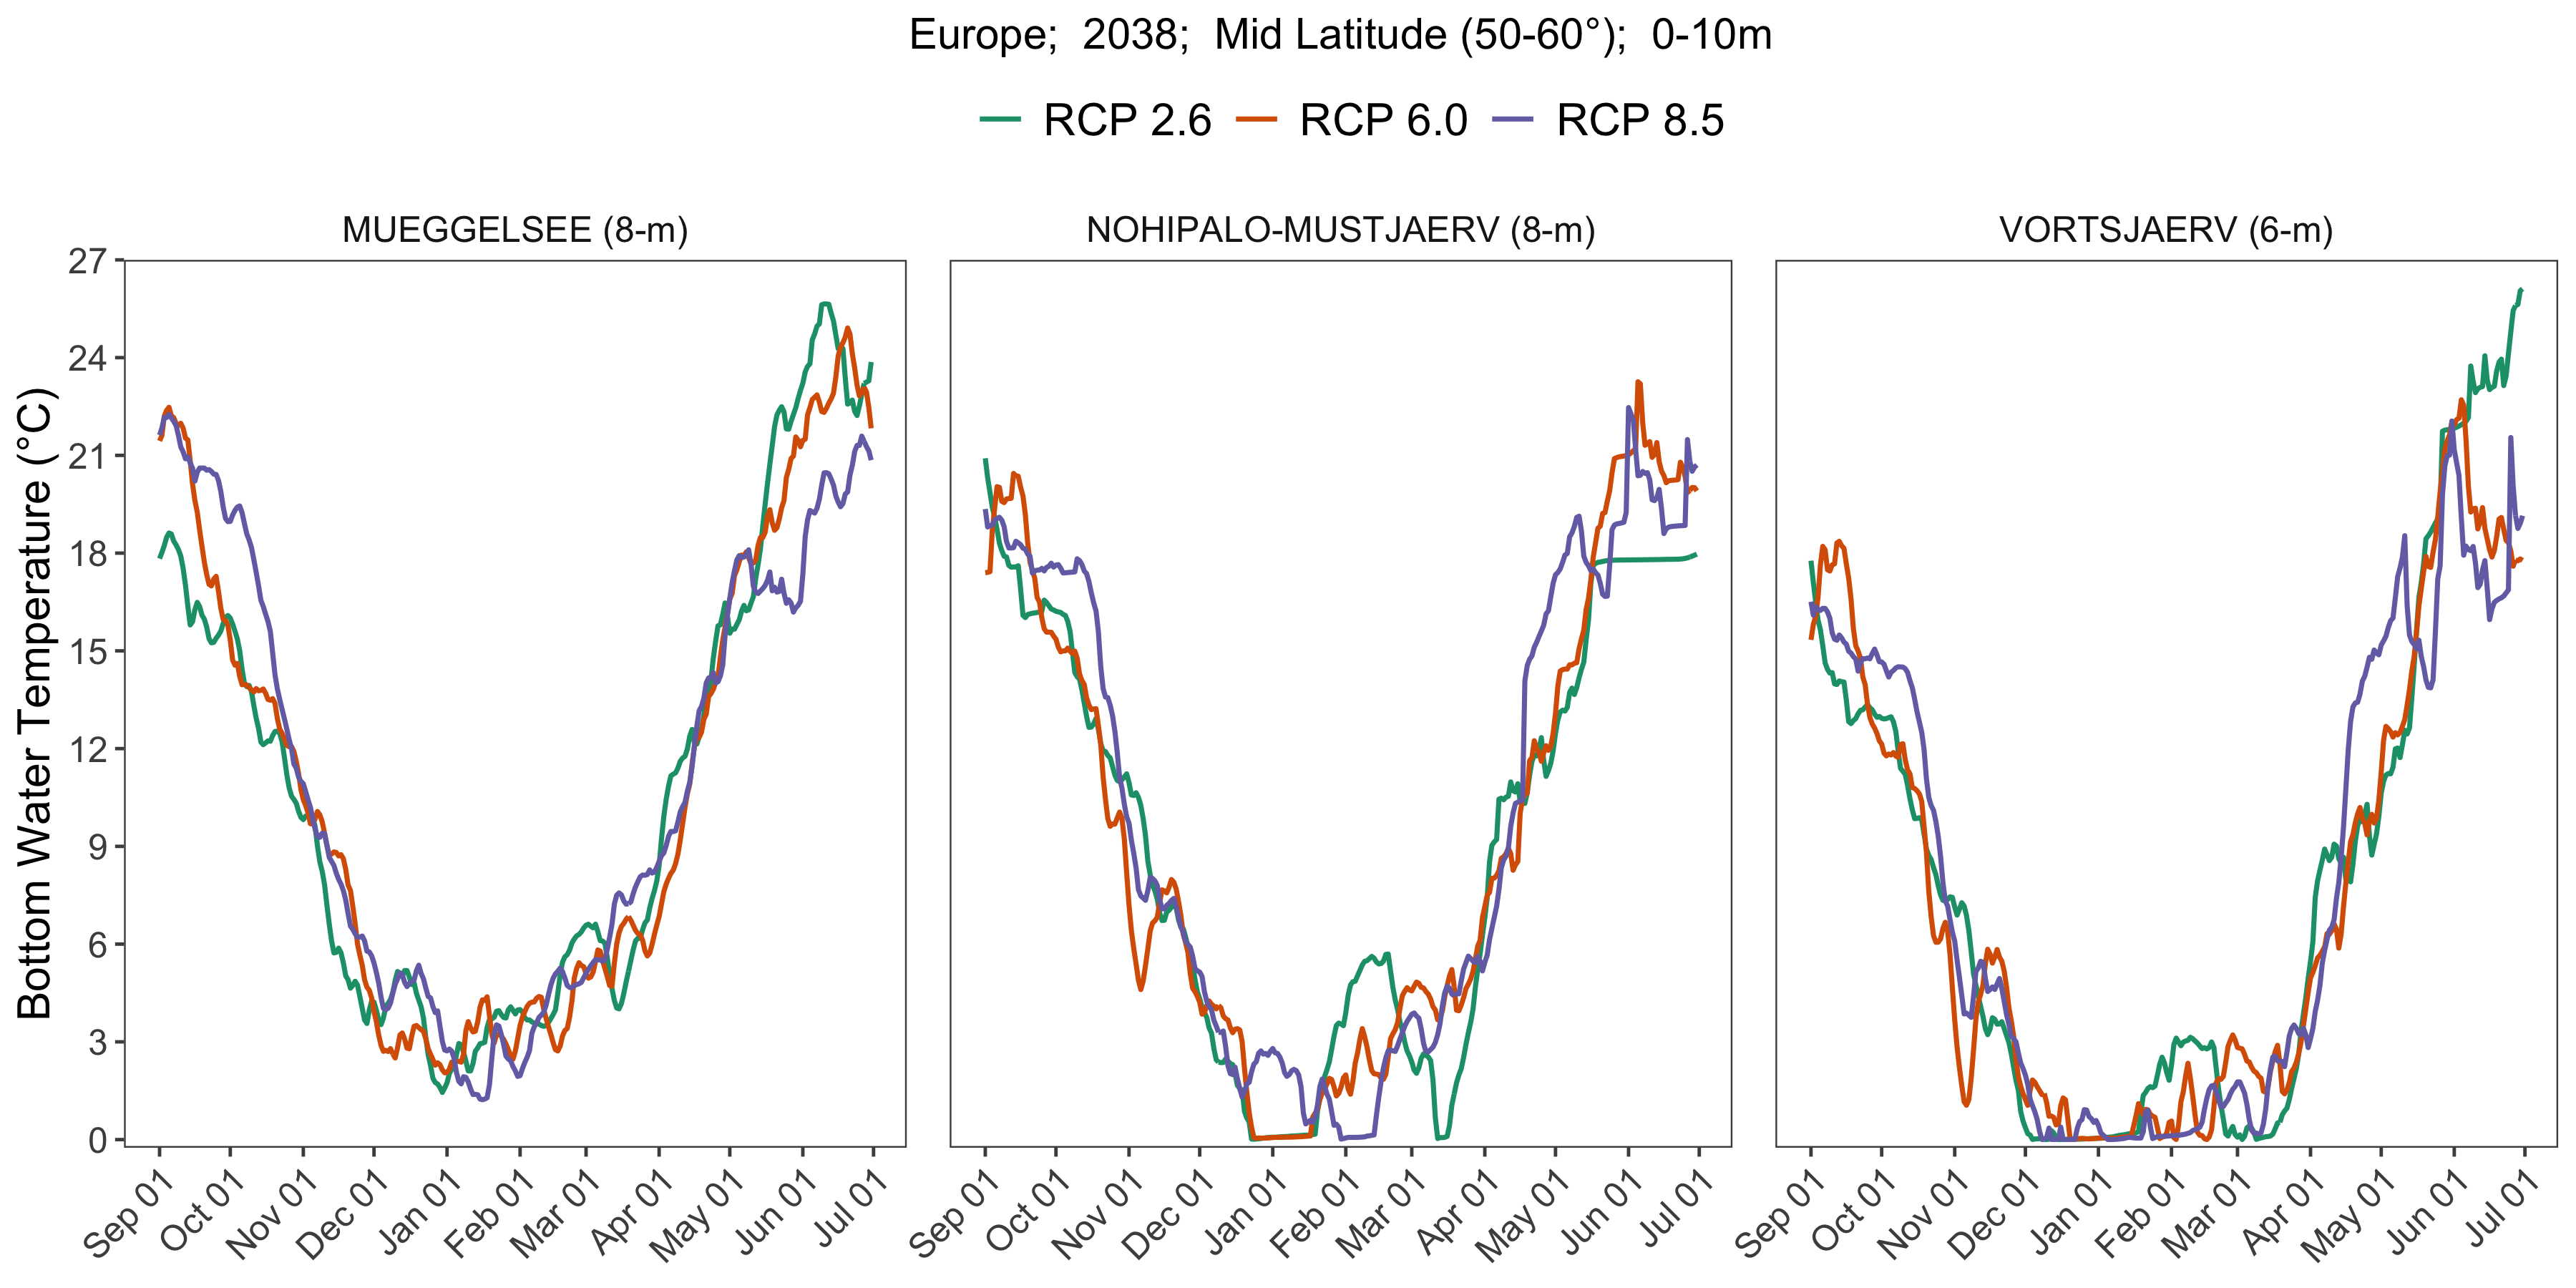 Europe;  2038;  Mid Latitude (50-60°);  0-10m
RCP 2.6 RCP 6.0 RCP 8.5
MUEGGELSEE (8-m)
NOHIPALO-MUSTJAERV (8-m)
VORTSJAERV (6-m)
Bottom Water Temperature (°C)
27
24
21
18
15
12
9
6
3
0
Sep 01 Oct 01 Nov 01 Dec 01 Jan 01 Feb 01 Mar 01 Apr 01 May 01 Jun 01 Jul 01
Sep 01 Oct 01 Nov 01 Dec 01 Jan 01 Feb 01 Mar 01 Apr 01 May 01 Jun 01 Jul 01
Sep 01 Oct 01 Nov 01 Dec 01 Jan 01 Feb 01 Mar 01 Apr 01 May 01 Jun 01 Jul 01